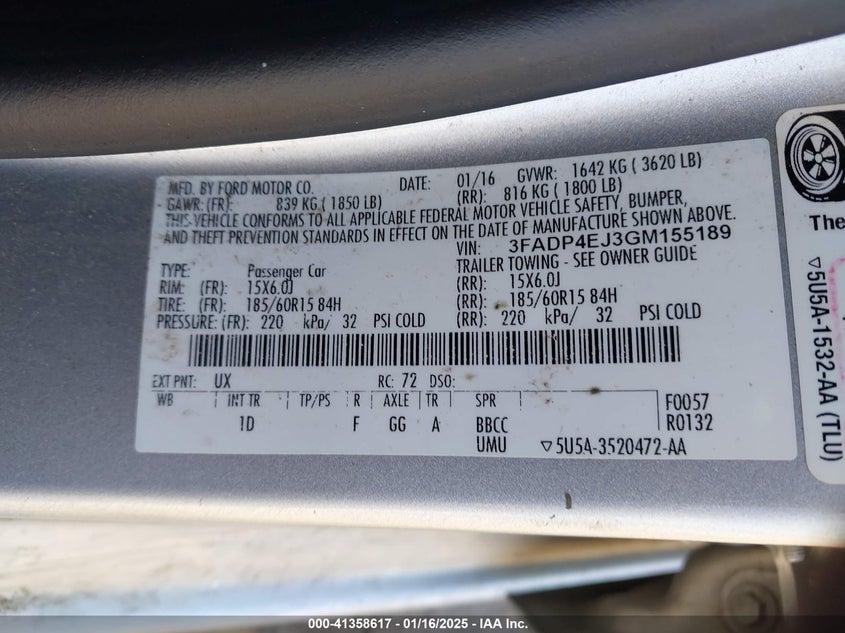 MFD. BY FORD MOTOR CO. DATE: 01/16 GVWR: 1642 KG ( 3620 LB)
GAWR: (FR): 839 KG ( 1850 LB) (RR): 816 KG ( 1800 LB)
THIS VEHICLE CONFORMS TO ALL APPLICABLE FEDERAL MOTOR VEHICLE SAFETY, BUMPER,
AND THEFT PREVENTION STANDARDS IN EFFECT ON THE DATE OF MANUFACTURE SHOWN ABOVE.
VIN: 3FADP4EJ3GM155189
TYPE: Passenger Car TRAILER TOWING - SEE OWNER GUIDE
RIM: (FR): 15X6.0J (RR): 15X6.0J
TIRE: (FR): 185/60R15 84H (RR): 185/60R15 84H
PRESSURE: (FR): 220 kPa/ 32 PSI COLD (RR): 220 kPa/ 32 PSI COLD
EXT PNT: UX RC: 72 DSO:
WB INT TR TP/PS R AXLE TR SPR F0057
1D F GG A BBCC R0132
UMU ▽5U5A-3520472-AA
The
▽5U5A-1532-AA (TLU)
000-41358617 - 01/16/2025 - IAA Inc.